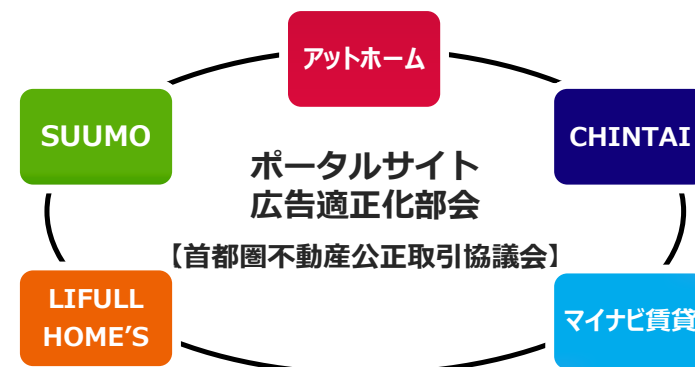 アットホーム
SUUMO
CHINTAI
ポータルサイト
広告適正化部会
【首都圏不動産公正取引協議会】
LIFULL
HOME’S
マイナビ賃貸